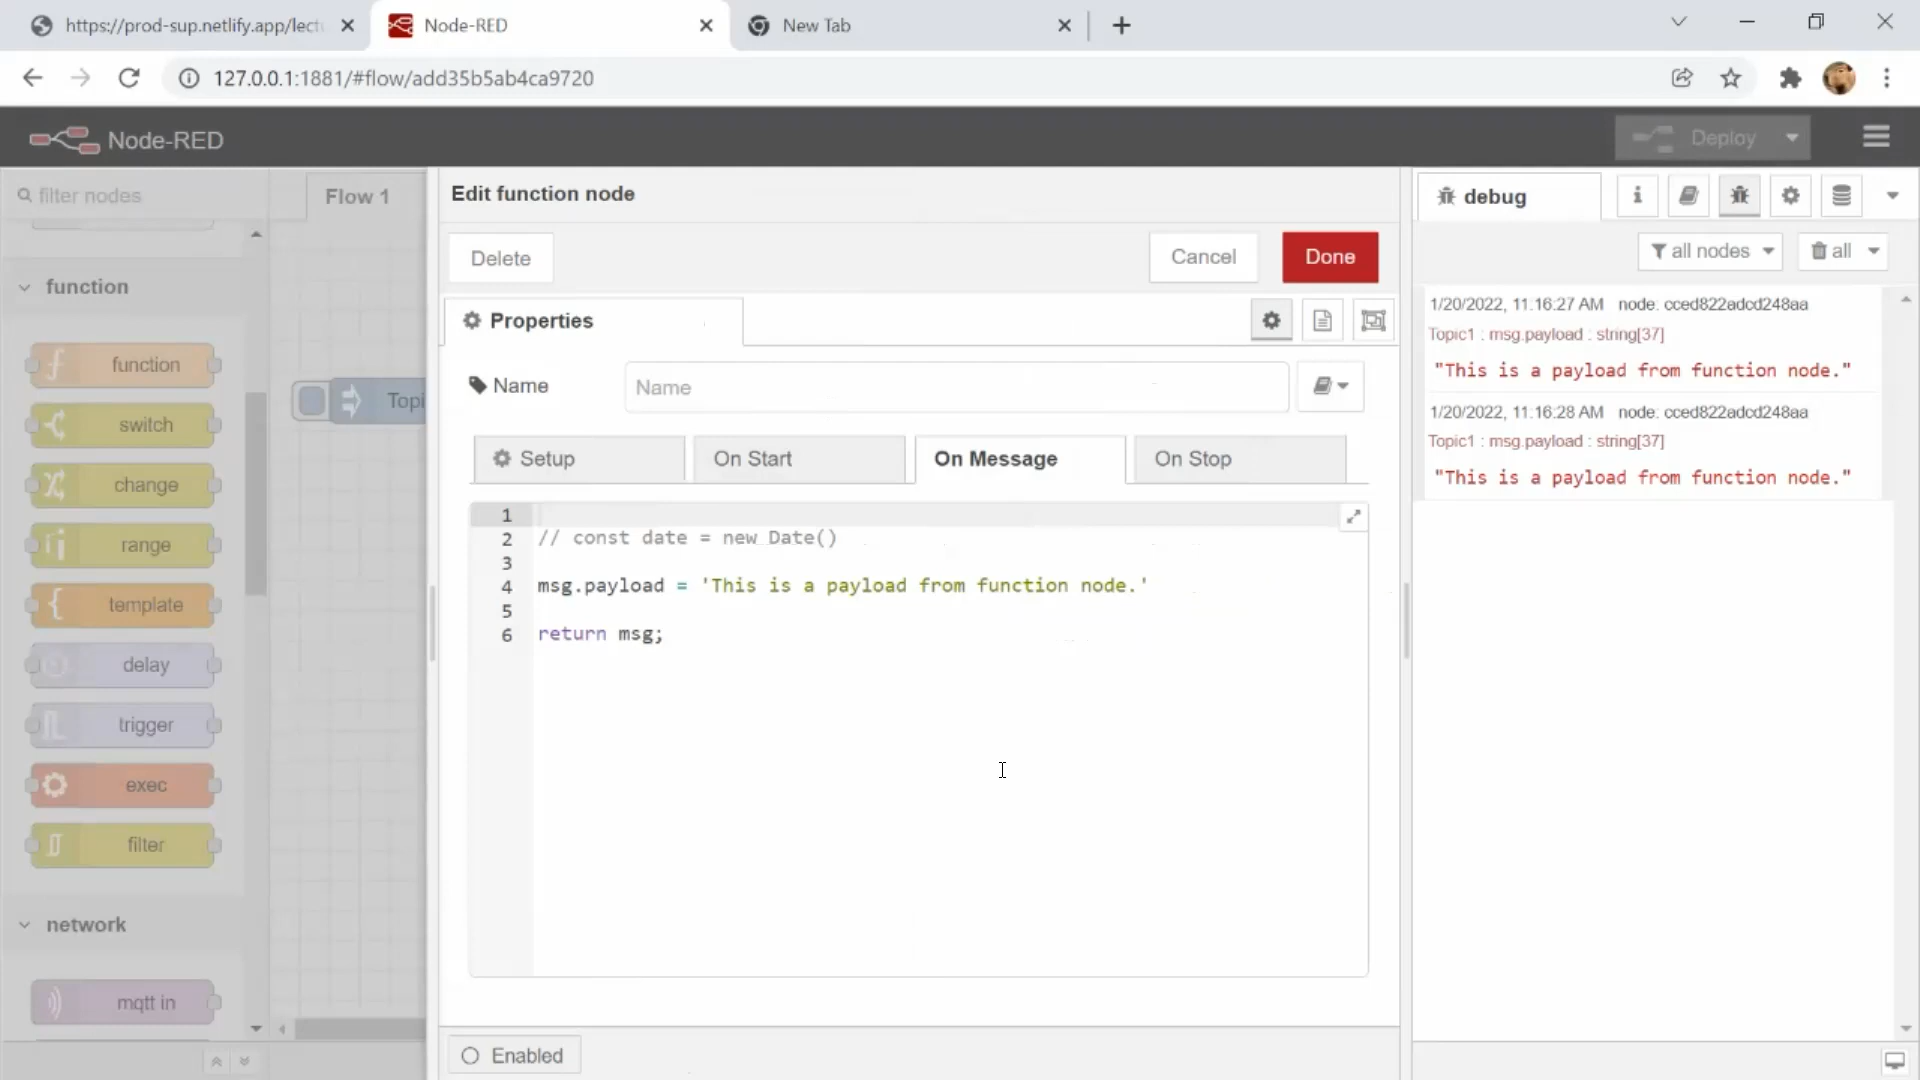 https://prod-sup.netlify.app/lect
Node-RED
New Tab
127.0.0.1:1881/#flow/add35b5ab4ca9720
Node-RED
Deploy
filter nodes
Flow 1
Edit function node
debug
Delete
Cancel
Done
all nodes
all
function
Properties
1/20/2022, 11:16:27 AM node: cced822adcd248aa
Topic1 : msg.payload : string[37]
"This is a payload from function node."
1/20/2022, 11:16:28 AM node: cced822adcd248aa
Topic1 : msg.payload : string[37]
"This is a payload from function node."
Name
Name
function
switch
change
range
template
delay
trigger
exec
filter
network
mqtt in
Topi
Setup
On Start
On Message
On Stop
1
2 // const date = new Date()
3
4 msg.payload = 'This is a payload from function node.'
5
6 return msg;
Enabled